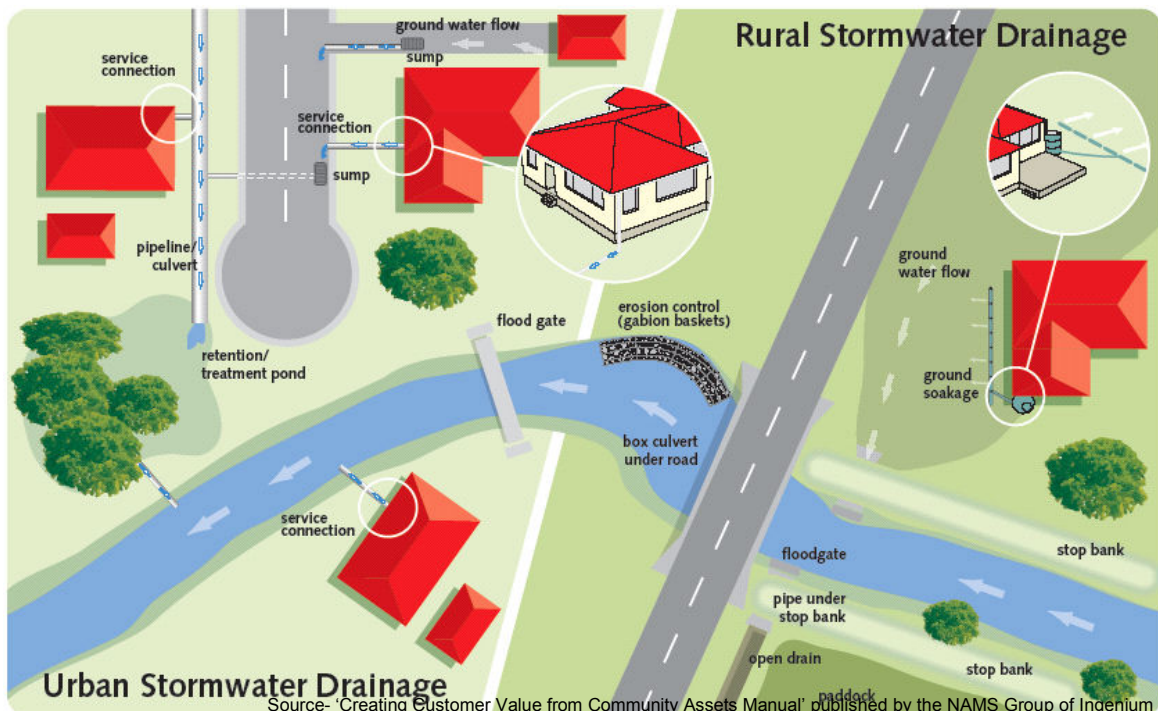 Rural Stormwater Drainage
ground water flow
sump
service
connection
service
connection
sump
pipeline/
culvert
ground
water flow
erosion control
(gabion baskets)
flood gate
retention/
treatment pond
ground
soakage
box culvert
under road
service
connection
floodgate
stop bank
pipe under
stop bank
open drain
stop bank
paddock
Urban Stormwater Drainage
Source- ‘Creating Customer Value from Community Assets Manual’ published by the NAMS Group of Ingenium